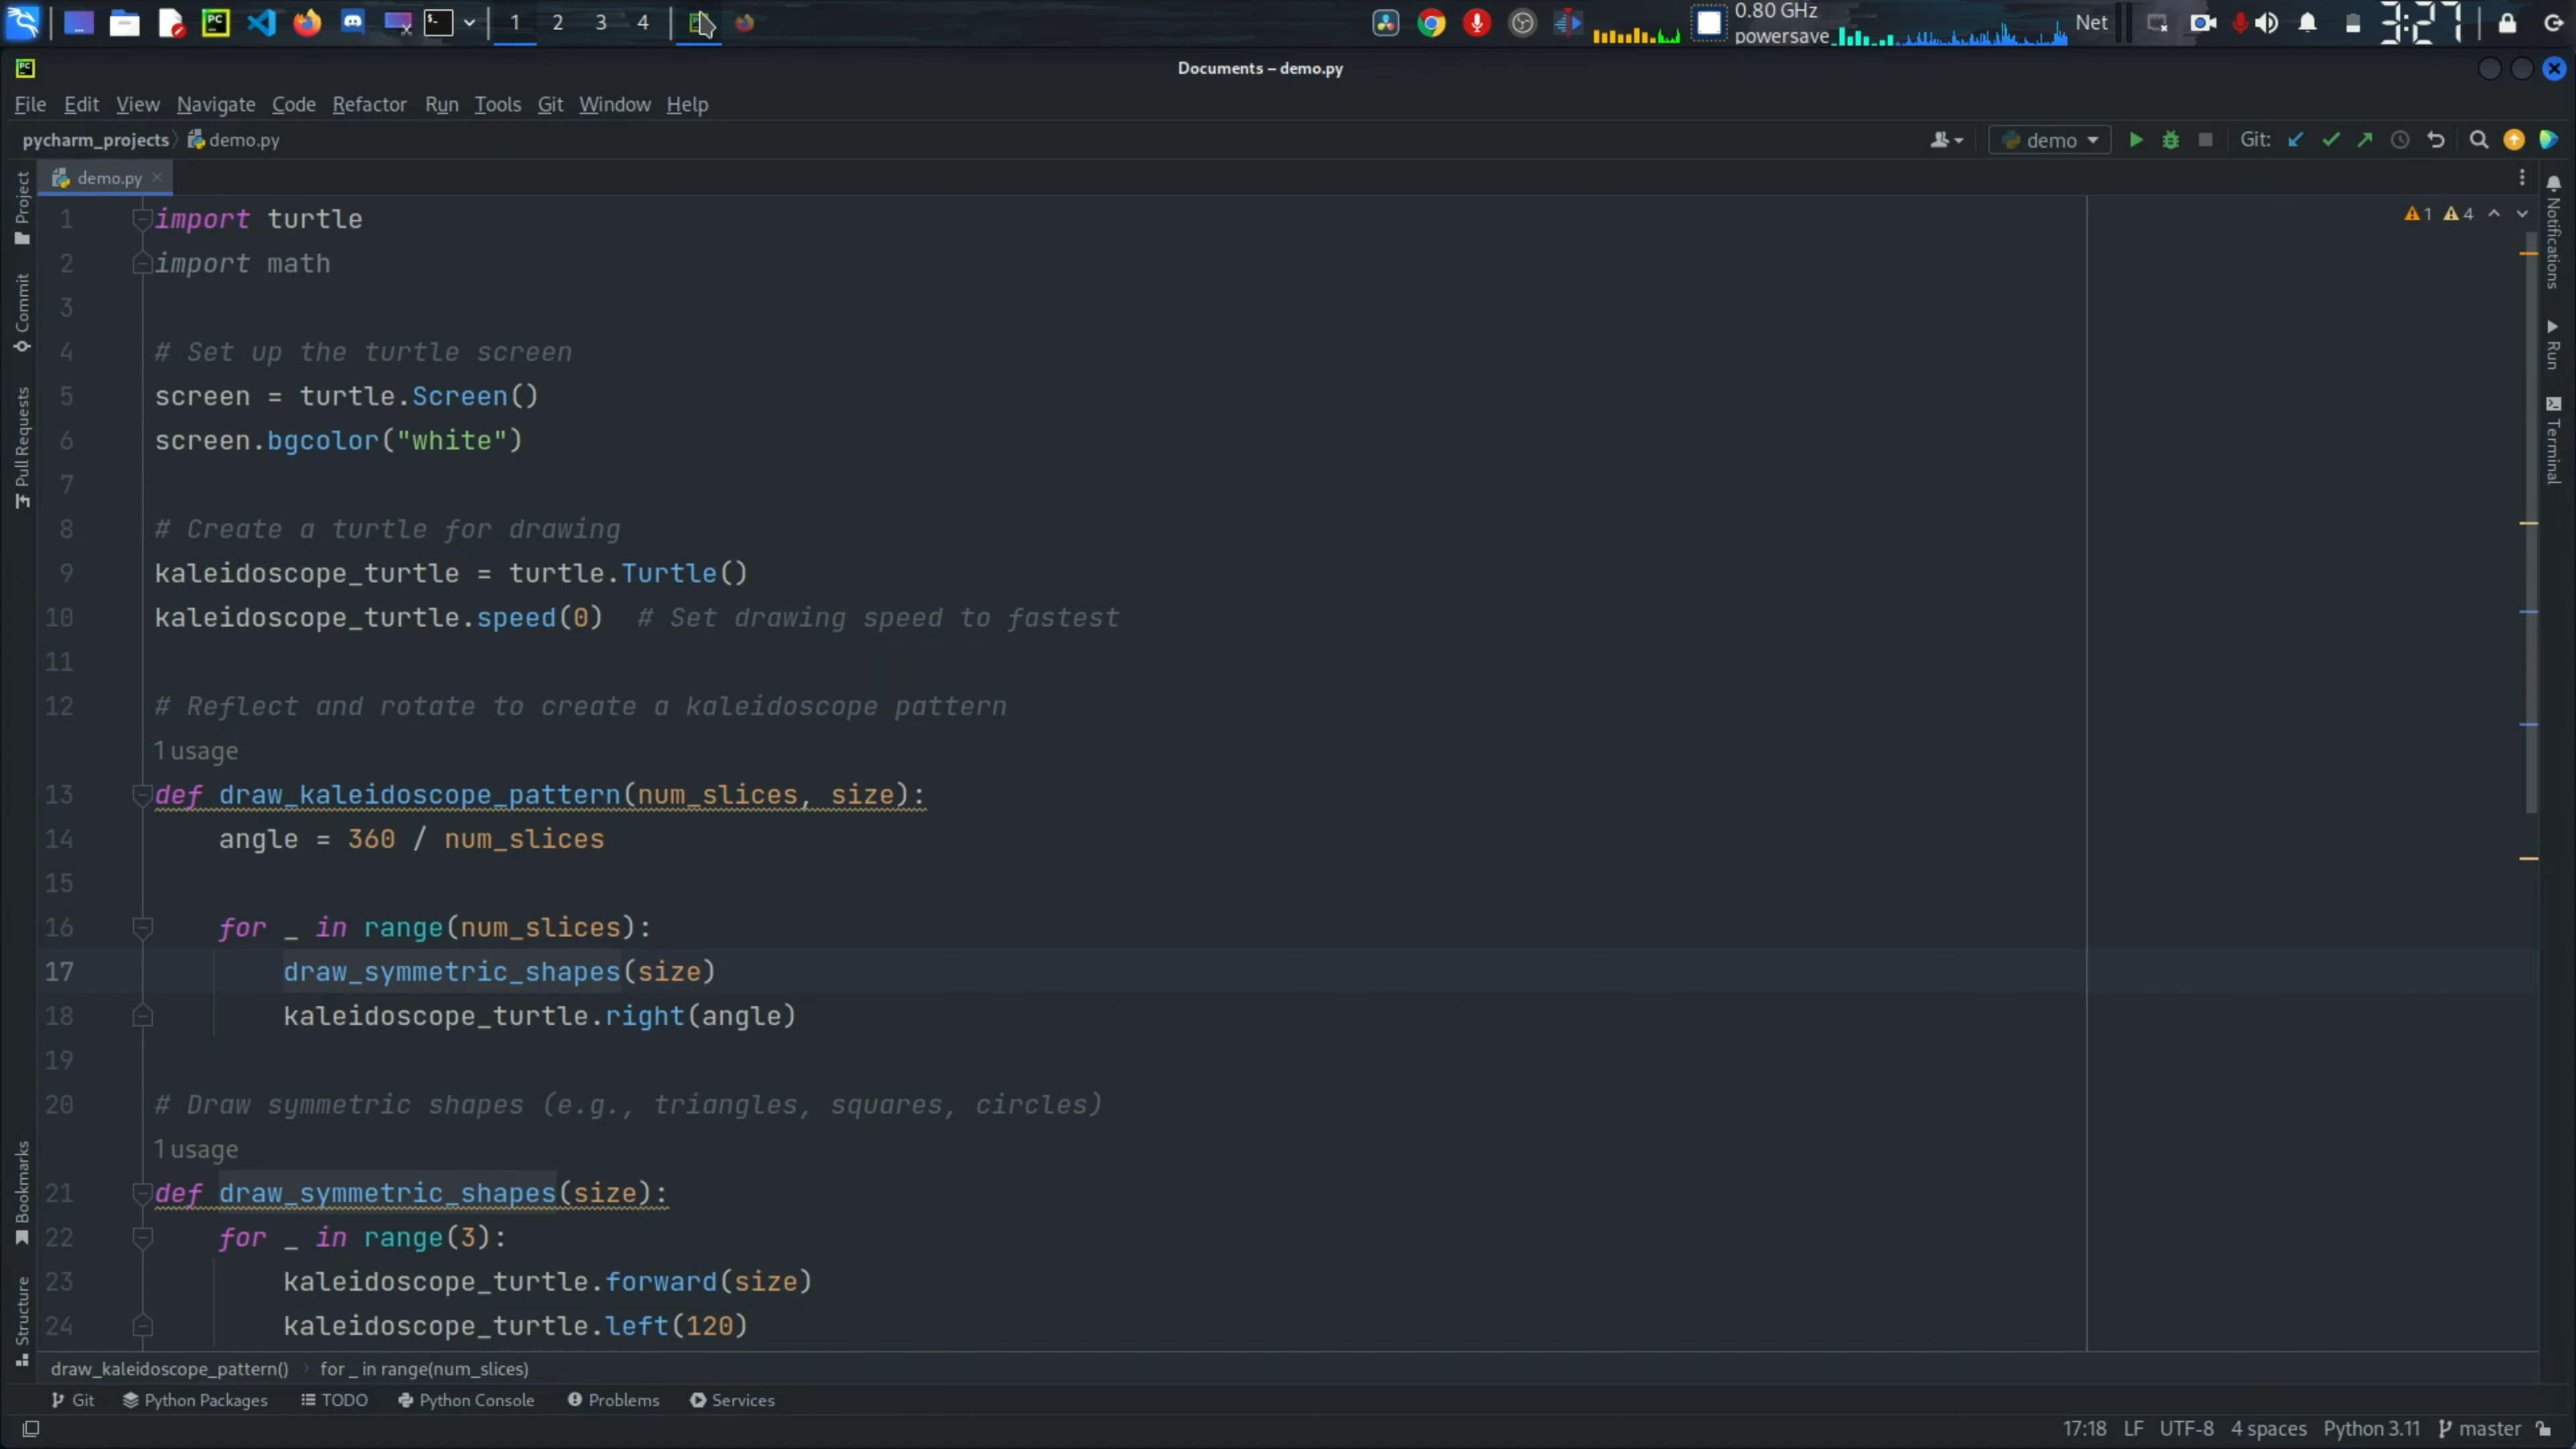 1 2 3 4
0.80 GHz
powersave
Net
3:27
Documents – demo.py
File Edit View Navigate Code Refactor Run Tools Git Window Help
pycharm_projects demo.py
demo
Git:
demo.py
1 4
Project
Commit
Pull Requests
Bookmarks
Structure
Notifications
Run
Terminal
1 import turtle
2 import math
3
4 # Set up the turtle screen
5 screen = turtle.Screen()
6 screen.bgcolor("white")
7
8 # Create a turtle for drawing
9 kaleidoscope_turtle = turtle.Turtle()
10 kaleidoscope_turtle.speed(0)  # Set drawing speed to fastest
11
12 # Reflect and rotate to create a kaleidoscope pattern
1 usage
13 def draw_kaleidoscope_pattern(num_slices, size):
14     angle = 360 / num_slices
15
16     for _ in range(num_slices):
17         draw_symmetric_shapes(size)
18         kaleidoscope_turtle.right(angle)
19
20 # Draw symmetric shapes (e.g., triangles, squares, circles)
1 usage
21 def draw_symmetric_shapes(size):
22     for _ in range(3):
23         kaleidoscope_turtle.forward(size)
24         kaleidoscope_turtle.left(120)
draw_kaleidoscope_pattern() for _ in range(num_slices)
Git Python Packages TODO Python Console Problems Services
17:18 LF UTF-8 4 spaces Python 3.11 master